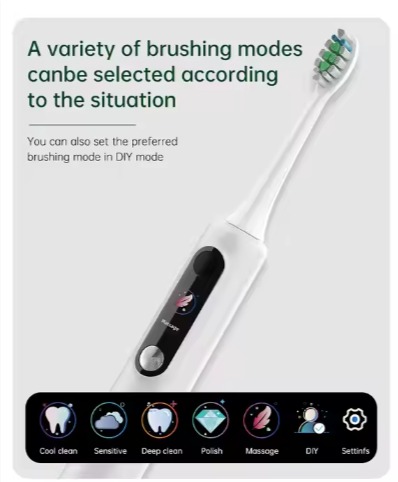 A variety of brushing modes
canbe selected according
to the situation
You can also set the preferred
brushing mode in DIY mode
Massage
Cool clean
Sensitive
Deep clean
Polish
Massage
DIY
Settinfs